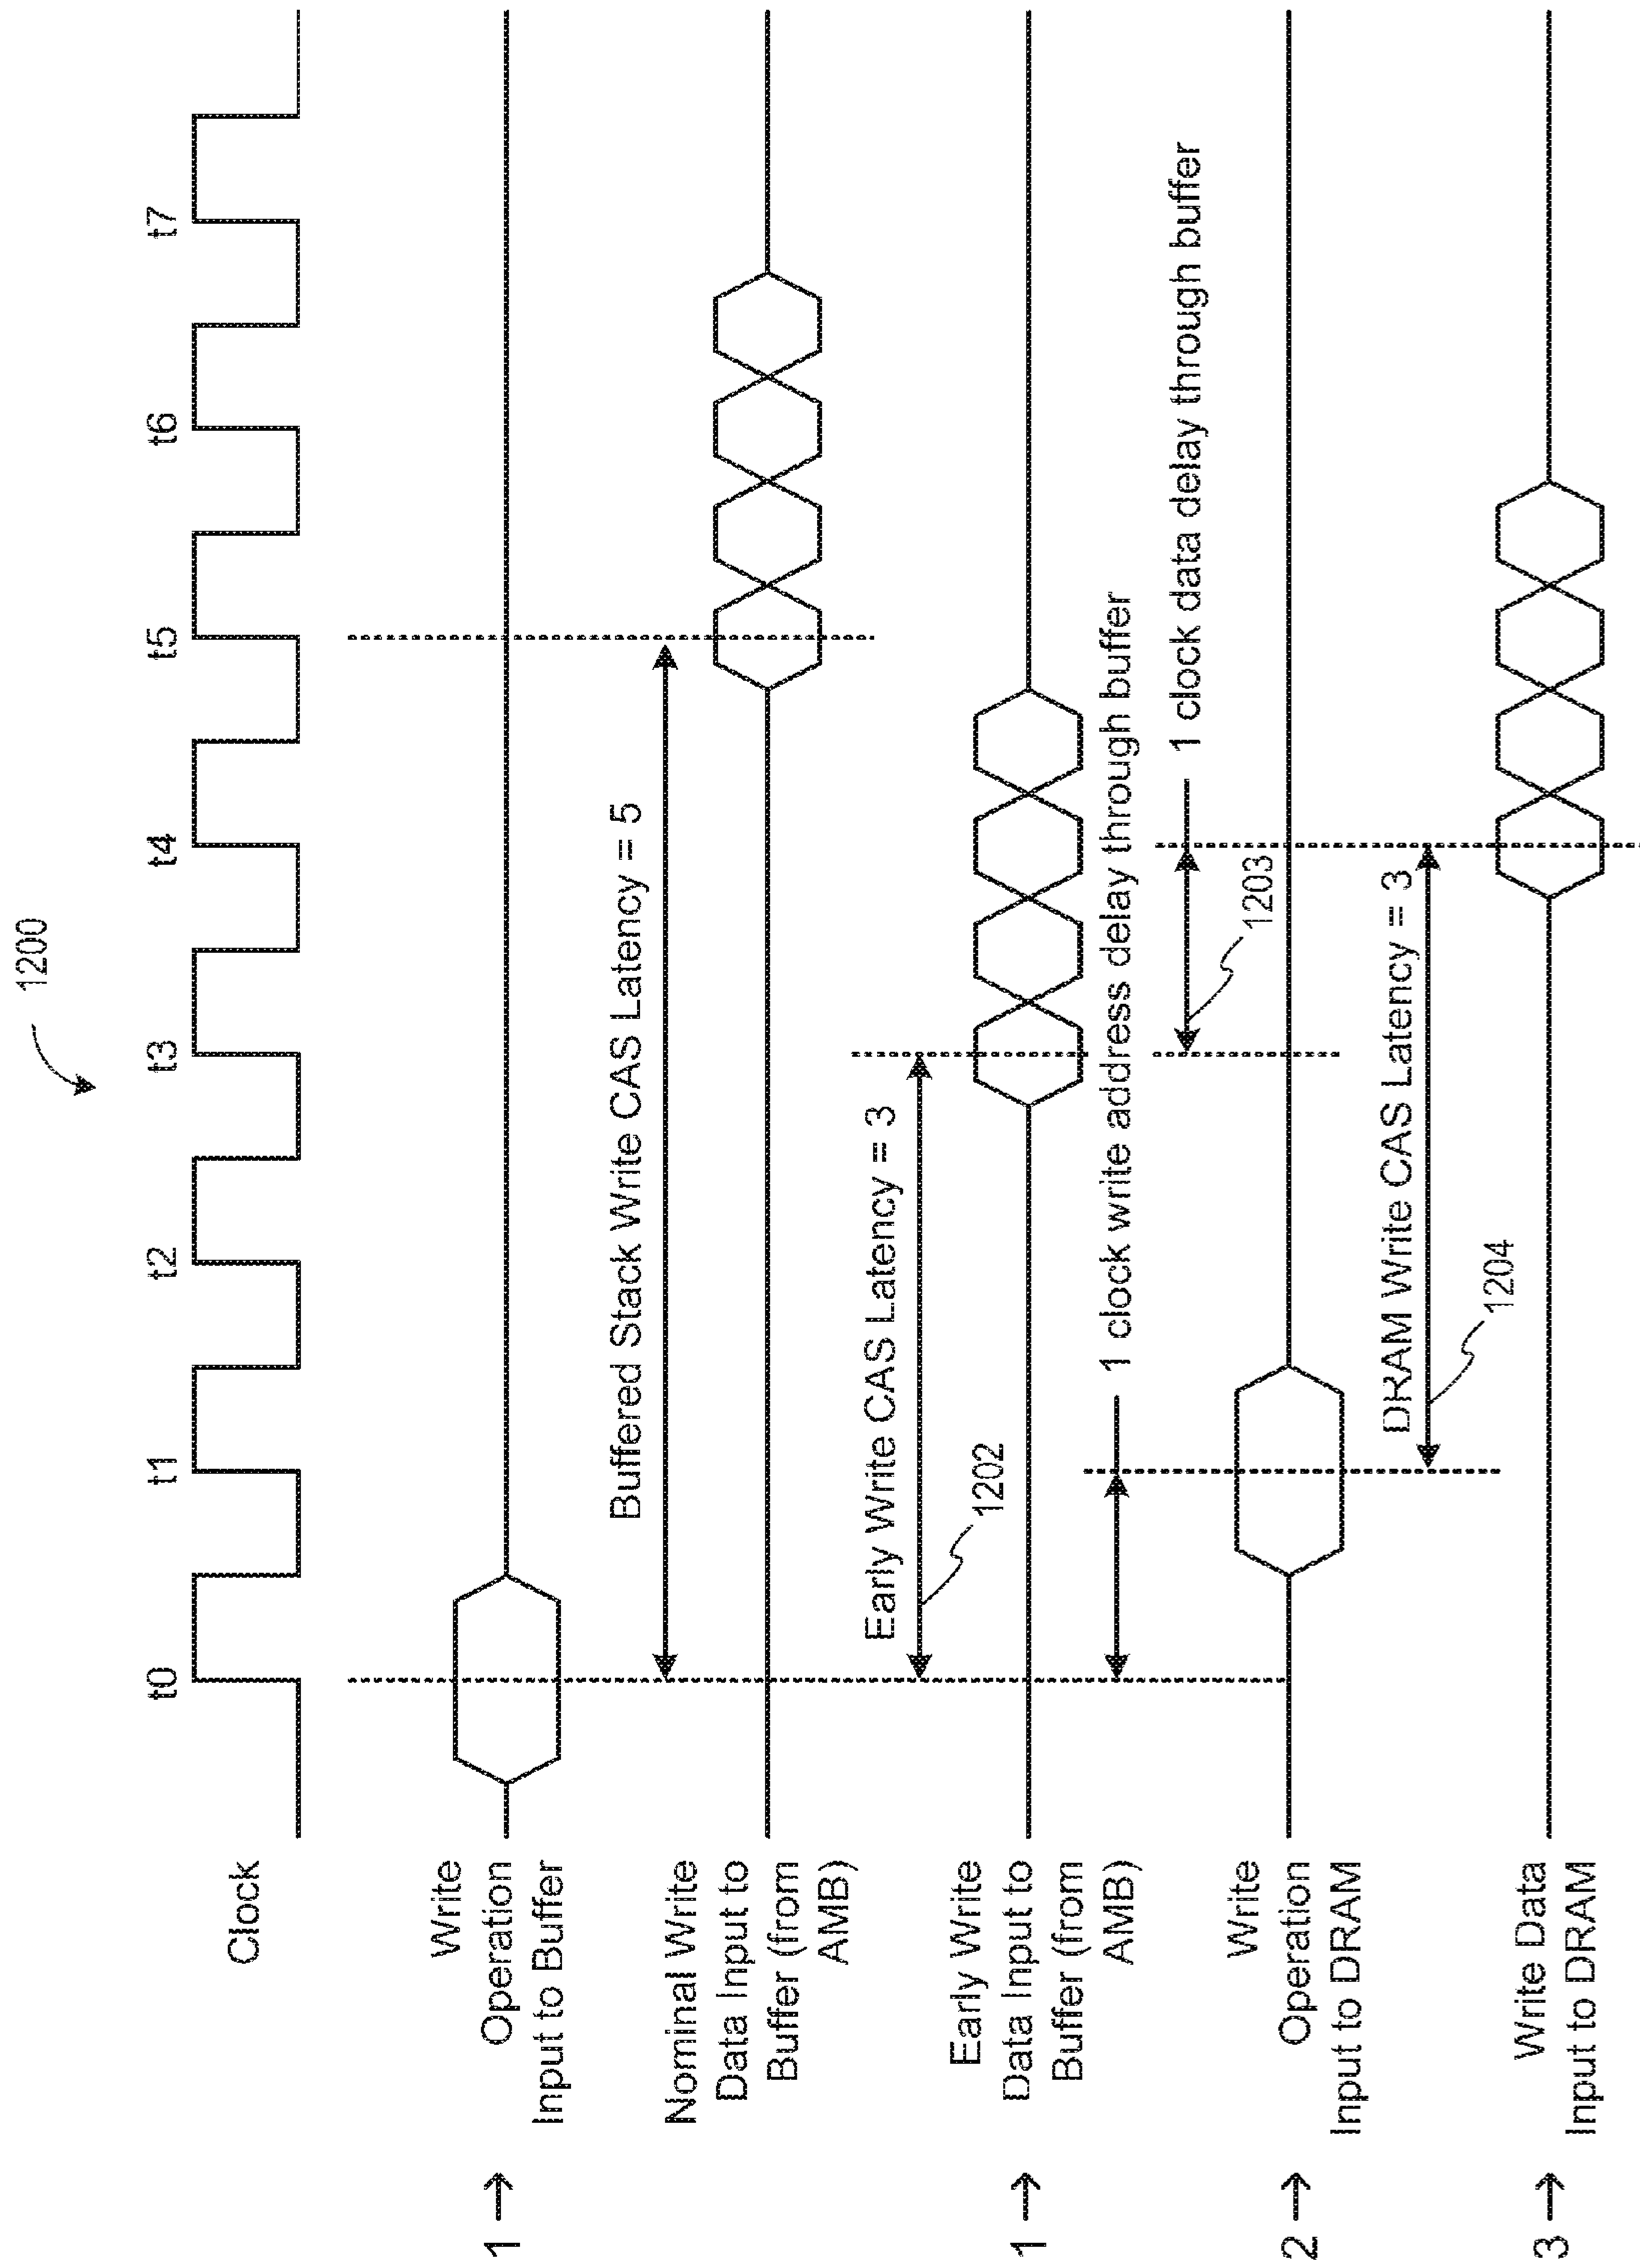 1200
t0 t1 t2 t3 t4 t5 t6 t7
Clock
1 →
Write
Operation
Input to Buffer
Buffered Stack Write CAS Latency = 5
Nominal Write
Data Input to
Buffer (from
AMB)
Early Write CAS Latency = 3
1202
1 →
Early Write
Data Input to
Buffer (from
AMB)
1 clock write address delay through buffer
1 clock data delay through buffer
1203
2 →
Write
Operation
Input to DRAM
DRAM Write CAS Latency = 3
1204
3 →
Write Data
Input to DRAM